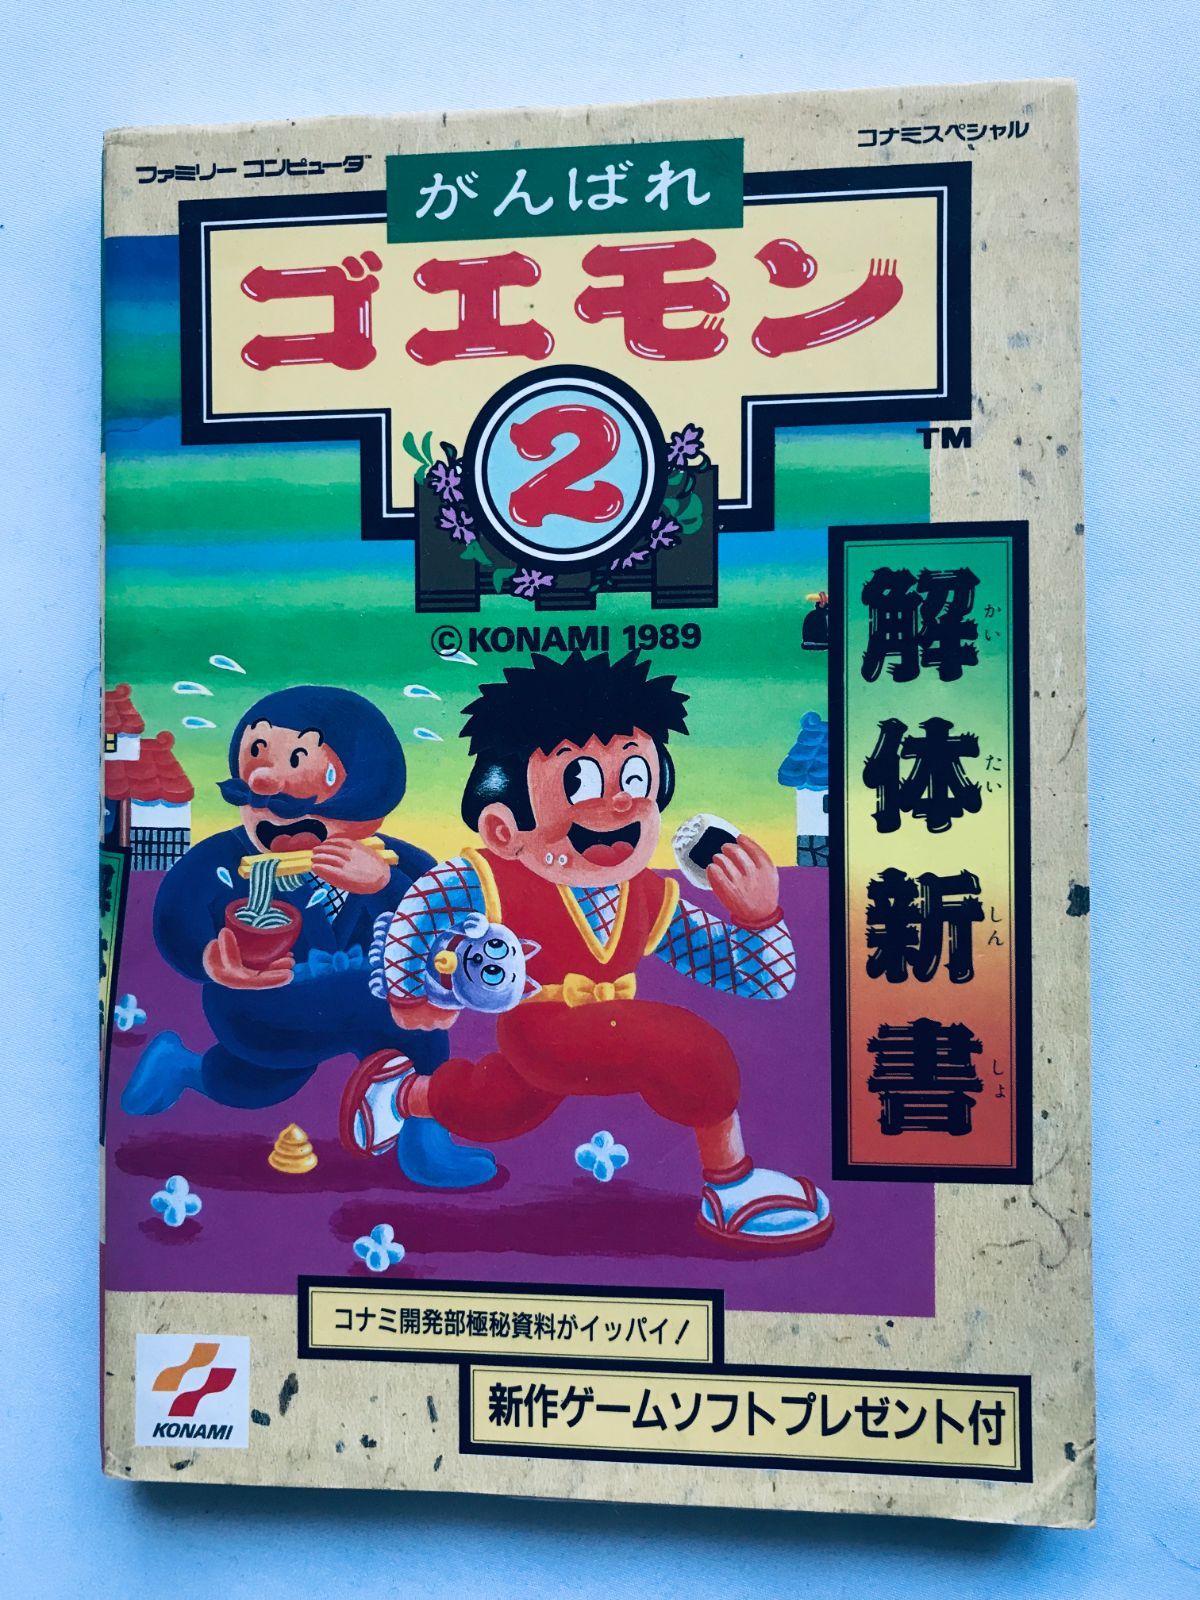 ファミリー コンピュータ™
コナミスペシャル
がんばれ
ゴエモン
2
TM
© KONAMI 1989
解体新書
かい
たい
しん
しょ
コナミ開発部極秘資料がイッパイ!
新作ゲームソフトプレゼント付
KONAMI